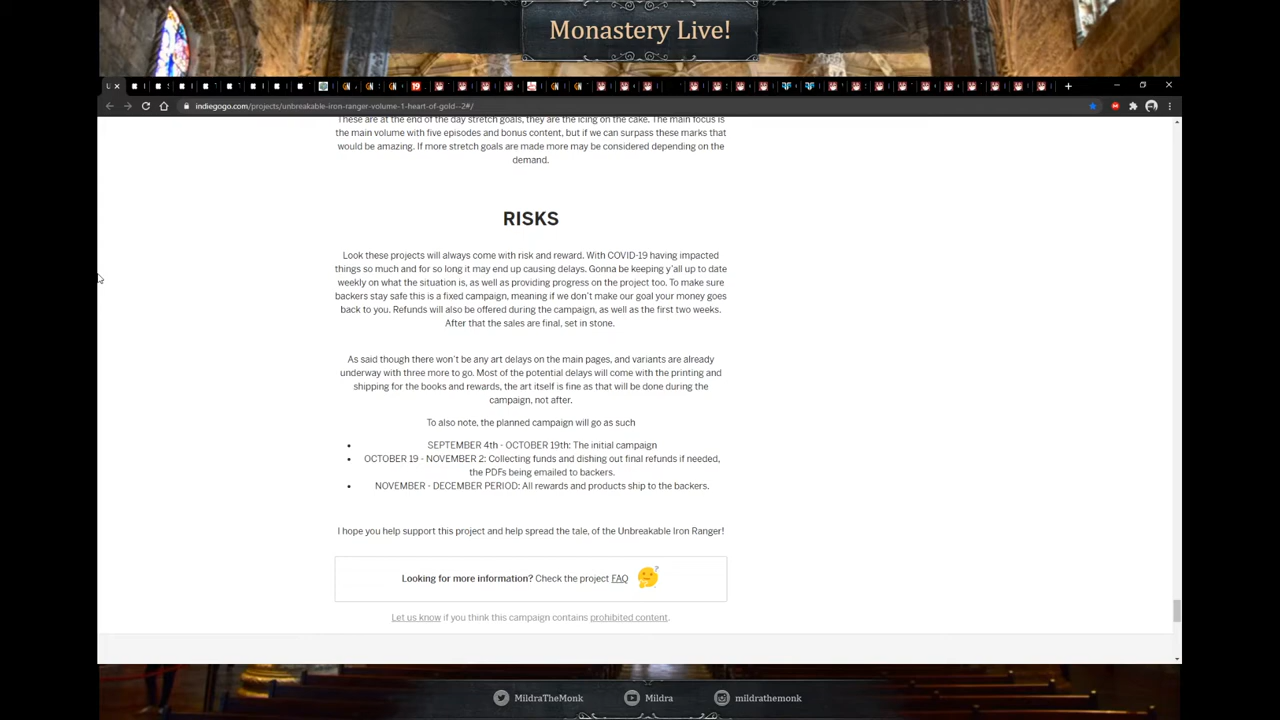 Monastery Live!
19
indiegogo.com/projects/unbreakable-iron-ranger-volume-1-heart-of-gold--2#/
These are at the end of the day stretch goals, they are the icing on the cake. The main focus is
the main volume with five episodes and bonus content, but if we can surpass these marks that
would be amazing. If more stretch goals are made more may be considered depending on the
demand.
RISKS
Look these projects will always come with risk and reward. With COVID-19 having impacted
things so much and for so long it may end up causing delays. Gonna be keeping y'all up to date
weekly on what the situation is, as well as providing progress on the project too. To make sure
backers stay safe this is a fixed campaign, meaning if we don't make our goal your money goes
back to you. Refunds will also be offered during the campaign, as well as the first two weeks.
After that the sales are final, set in stone.
As said though there won't be any art delays on the main pages, and variants are already
underway with three more to go. Most of the potential delays will come with the printing and
shipping for the books and rewards, the art itself is fine as that will be done during the
campaign, not after.
To also note, the planned campaign will go as such
• SEPTEMBER 4th - OCTOBER 19th: The initial campaign
• OCTOBER 19 - NOVEMBER 2: Collecting funds and dishing out final refunds if needed,
the PDFs being emailed to backers.
• NOVEMBER - DECEMBER PERIOD: All rewards and products ship to the backers.
I hope you help support this project and help spread the tale, of the Unbreakable Iron Ranger!
Looking for more information? Check the project FAQ
Let us know if you think this campaign contains prohibited content.
MildraTheMonk Mildra mildrathemonk